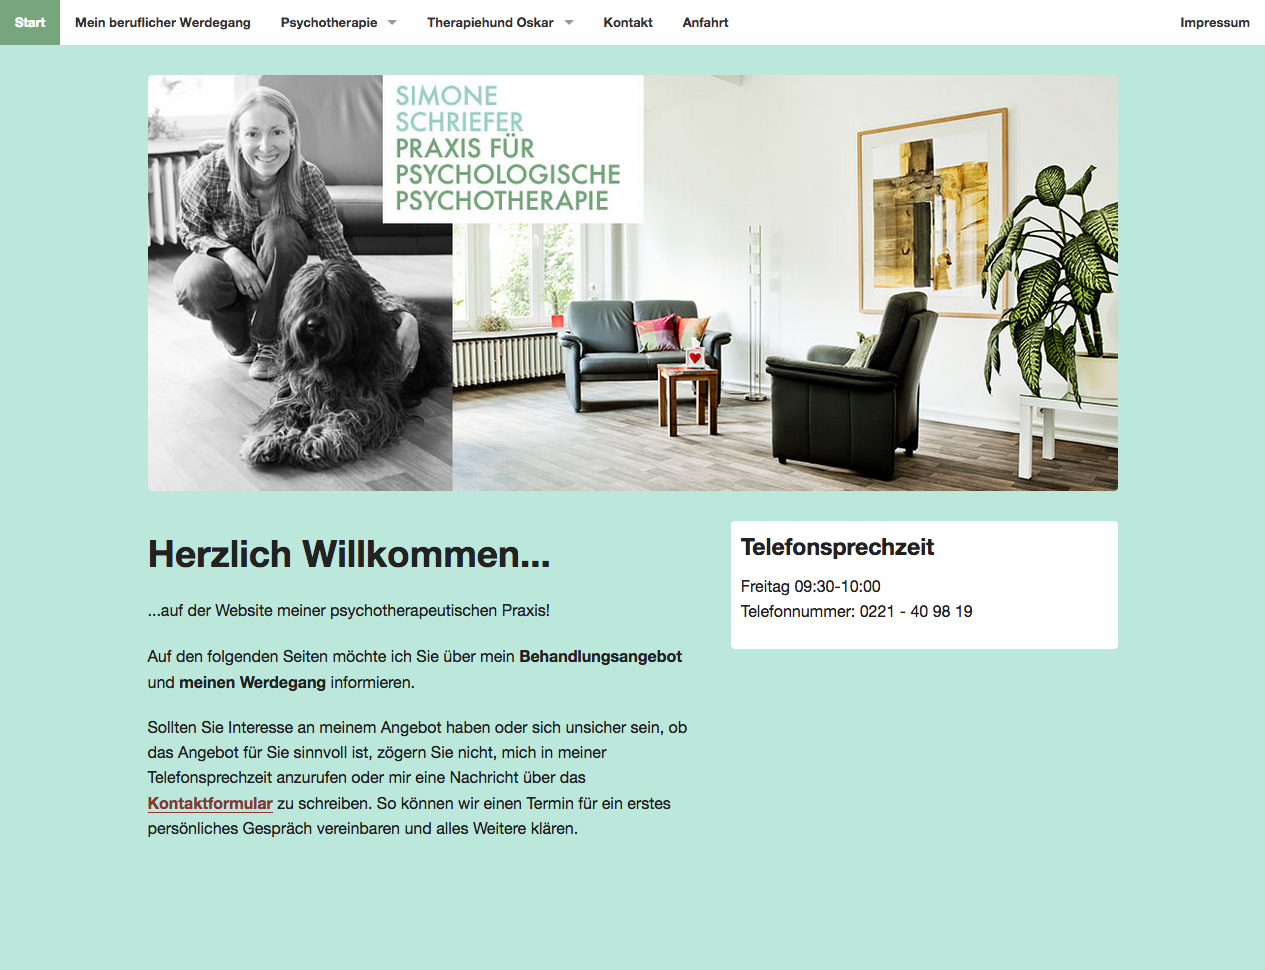 Start
Mein beruflicher Werdegang
Psychotherapie
Therapiehund Oskar
Kontakt
Anfahrt
Impressum
SIMONE
SCHRIEFER
PRAXIS FÜR
PSYCHOLOGISCHE
PSYCHOTHERAPIE
Herzlich Willkommen...
...auf der Website meiner psychotherapeutischen Praxis!
Auf den folgenden Seiten möchte ich Sie über mein Behandlungsangebot
und meinen Werdegang informieren.
Sollten Sie Interesse an meinem Angebot haben oder sich unsicher sein, ob
das Angebot für Sie sinnvoll ist, zögern Sie nicht, mich in meiner
Telefonsprechzeit anzurufen oder mir eine Nachricht über das
Kontaktformular zu schreiben. So können wir einen Termin für ein erstes
persönliches Gespräch vereinbaren und alles Weitere klären.
Telefonsprechzeit
Freitag 09:30-10:00
Telefonnummer: 0221 - 40 98 19